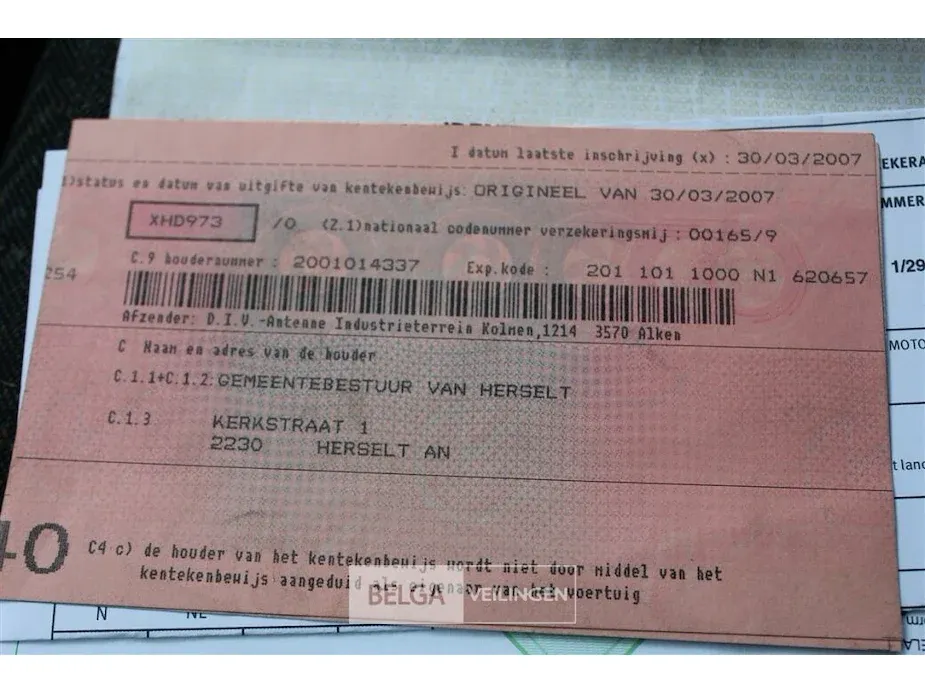 I datum laatste inschrijving (x) : 30/03/2007
)status en datum van uitgifte van kentekenbewijs: ORIGINEEL VAN 30/03/2007
XHD973 /0 (Z.1)nationaal codenummer verzekeringsmij : 00165/9
C.9 houdernummer : 2001014337 Exp.kode : 201 101 1000 N1 620657
254
Afzender: D.I.V.-Antenne Industrieterrein Kolmen,1214 3570 Alken
C Naam en adres van de houder
C.1.1+C.1.2:GEMEENTEBESTUUR VAN HERSELT
C.1.3 KERKSTRAAT 1
2230 HERSELT AN
40
C4 c) de houder van het kentekenbewijs wordt niet door middel van het
kentekenbewijs aangeduid als eigenaar van het voertuig
BELGA VEILINGEN
EKERA
MMER
1/29
MOTO
t land
N NL